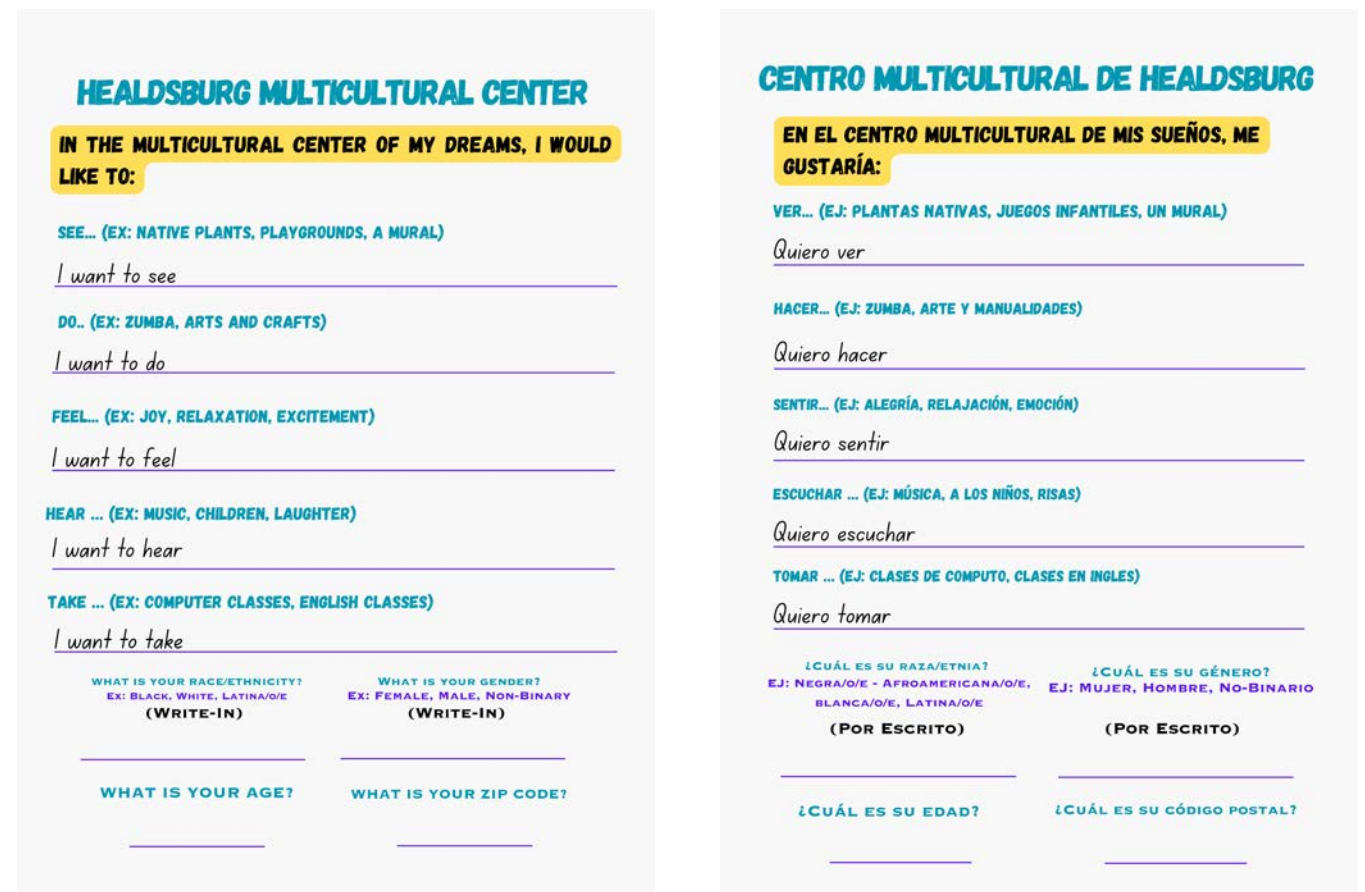 HEALDSBURG MULTICULTURAL CENTER
IN THE MULTICULTURAL CENTER OF MY DREAMS, I WOULD
LIKE TO:
SEE... (EX: NATIVE PLANTS, PLAYGROUNDS, A MURAL)
I want to see
DO.. (EX: ZUMBA, ARTS AND CRAFTS)
I want to do
FEEL... (EX: JOY, RELAXATION, EXCITEMENT)
I want to feel
HEAR ... (EX: MUSIC, CHILDREN, LAUGHTER)
I want to hear
TAKE ... (EX: COMPUTER CLASSES, ENGLISH CLASSES)
I want to take
WHAT IS YOUR RACE/ETHNICITY?
EX: BLACK, WHITE, LATINA/O/E
(WRITE-IN)
WHAT IS YOUR GENDER?
EX: FEMALE, MALE, NON-BINARY
(WRITE-IN)
WHAT IS YOUR AGE?
WHAT IS YOUR ZIP CODE?
CENTRO MULTICULTURAL DE HEALDSBURG
EN EL CENTRO MULTICULTURAL DE MIS SUEÑOS, ME
GUSTARÍA:
VER... (EJ: PLANTAS NATIVAS, JUEGOS INFANTILES, UN MURAL)
Quiero ver
HACER... (EJ: ZUMBA, ARTE Y MANUALIDADES)
Quiero hacer
SENTIR... (EJ: ALEGRÍA, RELAJACIÓN, EMOCIÓN)
Quiero sentir
ESCUCHAR ... (EJ: MÚSICA, A LOS NIÑOS, RISAS)
Quiero escuchar
TOMAR ... (EJ: CLASES DE COMPUTO, CLASES EN INGLES)
Quiero tomar
¿CUÁL ES SU RAZA/ETNIA?
EJ: NEGRA/O/E - AFROAMERICANA/O/E,
BLANCA/O/E, LATINA/O/E
(POR ESCRITO)
¿CUÁL ES SU GÉNERO?
EJ: MUJER, HOMBRE, NO-BINARIO
(POR ESCRITO)
¿CUÁL ES SU EDAD?
¿CUÁL ES SU CÓDIGO POSTAL?